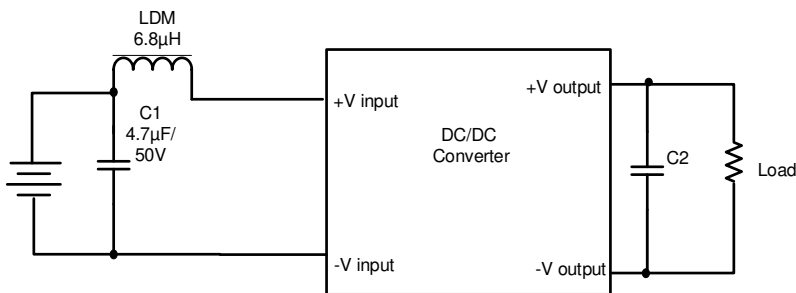 LDM
6.8µH
C1
4.7µF/
50V
+V input
-V input
DC/DC
Converter
+V output
-V output
C2
Load